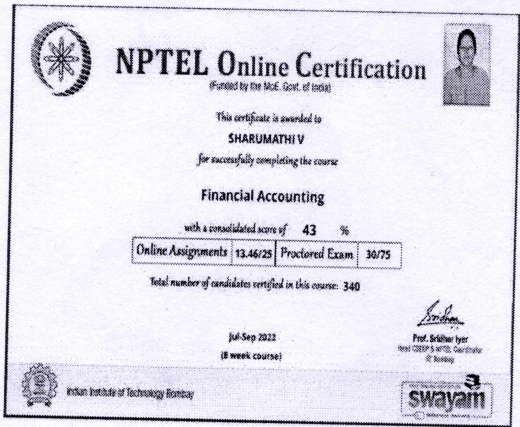 NPTEL Online Certification
(Funded by the MoE, Govt. of India)
This certificate is awarded to
SHARUMATHI V
for successfully completing the course
Financial Accounting
with a consolidated score of 43 %
Online Assignments 13.46/25 Proctored Exam 30/75
Total number of candidates certified in this course: 340
Jul-Sep 2022
(8 week course)
Prof. Sridhar Iyer
IIT Bombay
Indian Institute of Technology Bombay
swayam